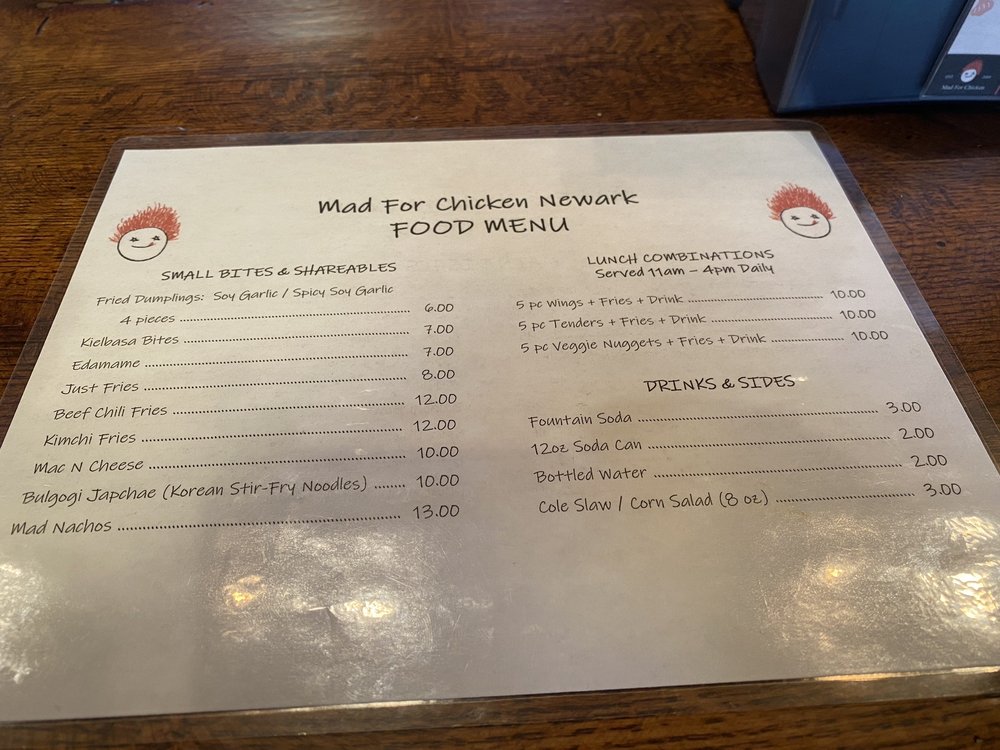 Mad For Chicken Newark
FOOD MENU
SMALL BITES & SHAREABLES
Fried Dumplings: Soy Garlic / Spicy Soy Garlic
4 pieces 6.00
Kielbasa Bites 7.00
Edamame 7.00
Just Fries 8.00
Beef Chili Fries 12.00
Kimchi Fries 12.00
Mac N Cheese 10.00
Bulgogi Japchae (Korean Stir-Fry Noodles) 10.00
Mad Nachos 13.00
LUNCH COMBINATIONS
Served 11am – 4pm Daily
5 pc Wings + Fries + Drink 10.00
5 pc Tenders + Fries + Drink 10.00
5 pc Veggie Nuggets + Fries + Drink 10.00
DRINKS & SIDES
Fountain Soda 3.00
12oz Soda Can 2.00
Bottled Water 2.00
Cole Slaw / Corn Salad (8 oz) 3.00
Mad For Chicken